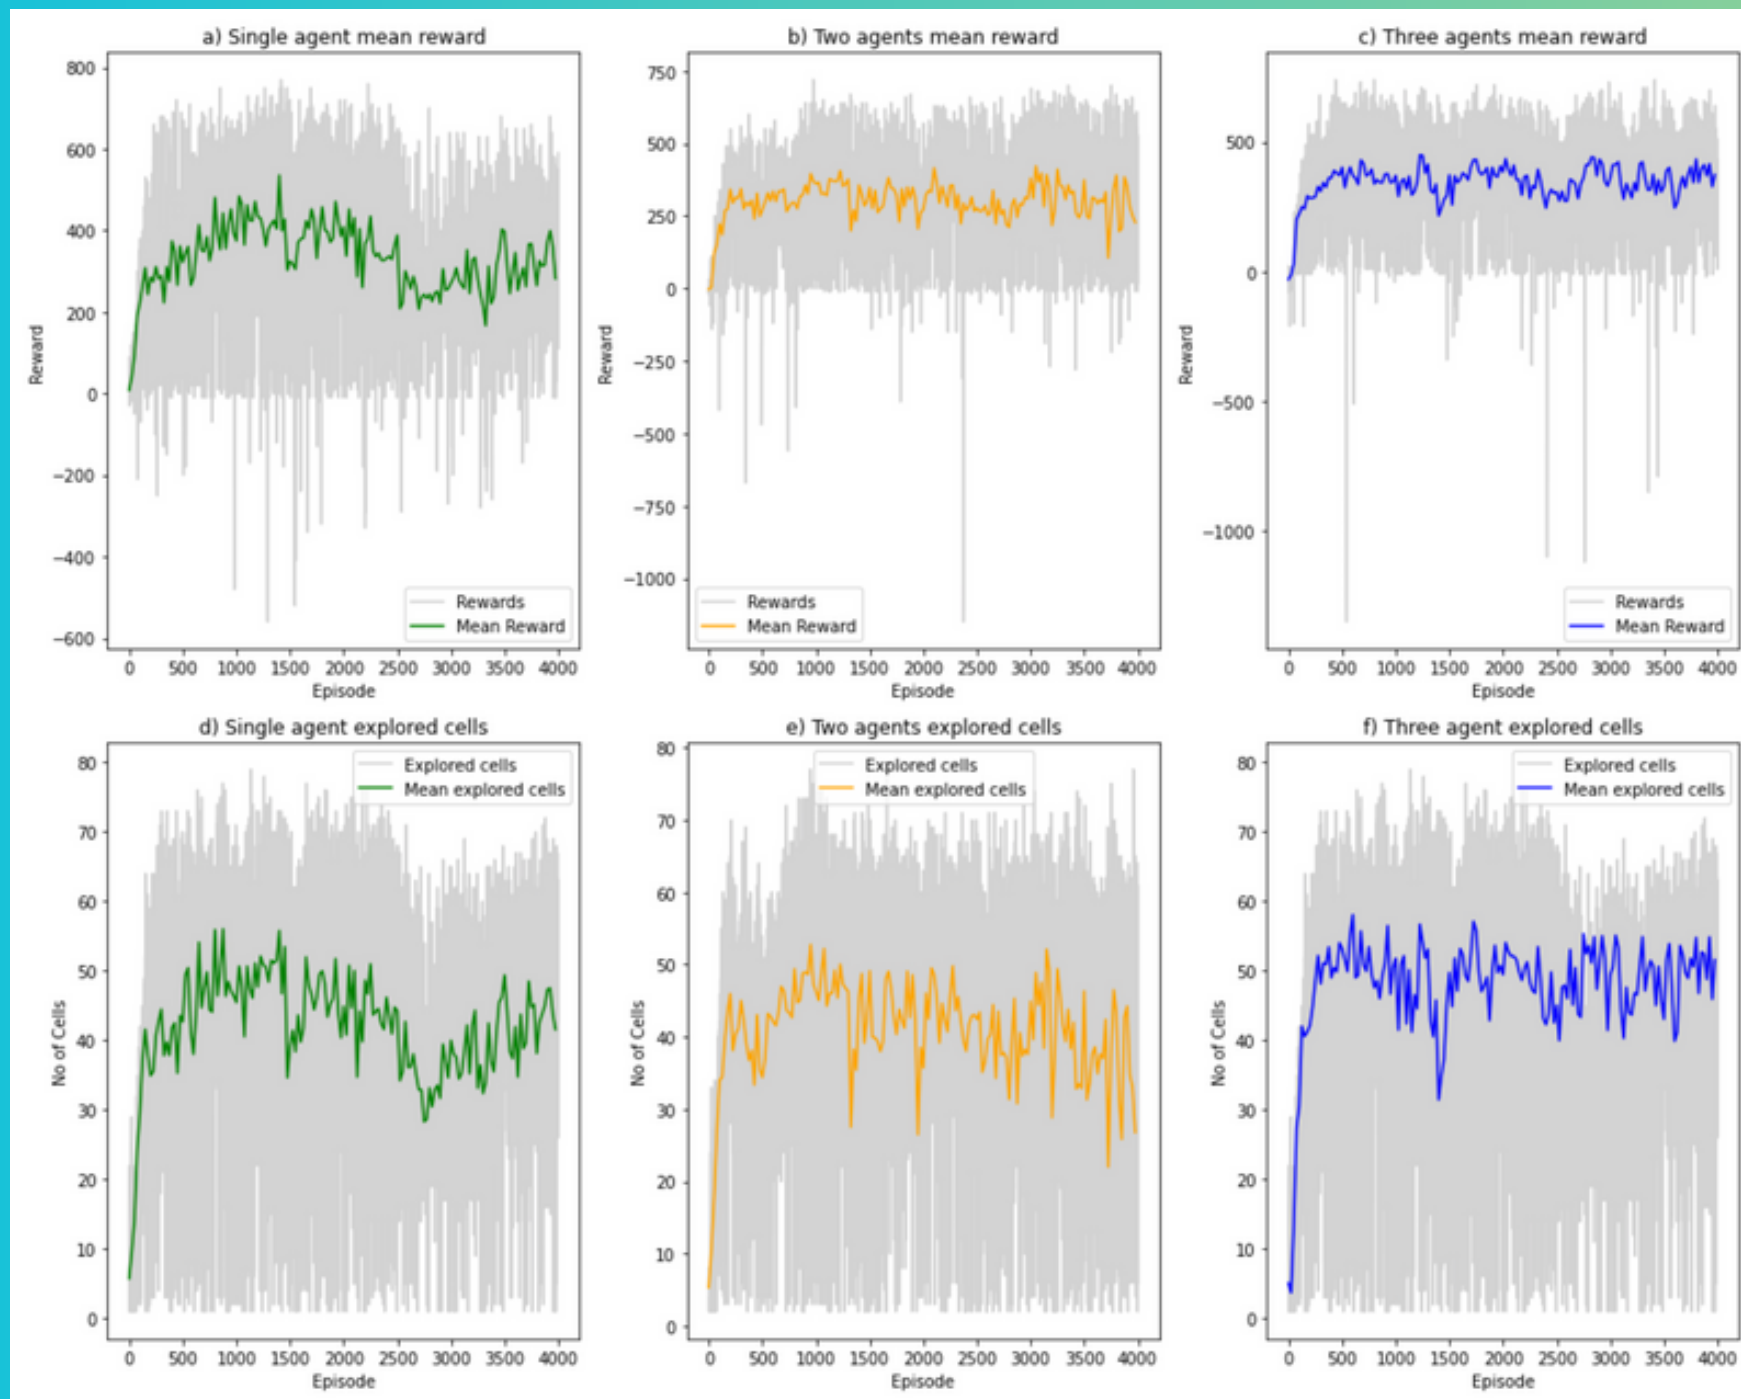 a) Single agent mean reward
800
600
400
200
0
−200
−400
−600
Reward
0 500 1000 1500 2000 2500 3000 3500 4000
Episode
Rewards
Mean Reward
b) Two agents mean reward
750
500
250
0
−250
−500
−750
−1000
Reward
0 500 1000 1500 2000 2500 3000 3500 4000
Episode
Rewards
Mean Reward
c) Three agents mean reward
500
0
−500
−1000
Reward
0 500 1000 1500 2000 2500 3000 3500 4000
Episode
Rewards
Mean Reward
d) Single agent explored cells
80
70
60
50
40
30
20
10
0
No of Cells
0 500 1000 1500 2000 2500 3000 3500 4000
Episode
Explored cells
Mean explored cells
e) Two agents explored cells
80
70
60
50
40
30
20
10
0
No of Cells
0 500 1000 1500 2000 2500 3000 3500 4000
Episode
Explored cells
Mean explored cells
f) Three agent explored cells
80
70
60
50
40
30
20
10
0
No of Cells
0 500 1000 1500 2000 2500 3000 3500 4000
Episode
Explored cells
Mean explored cells